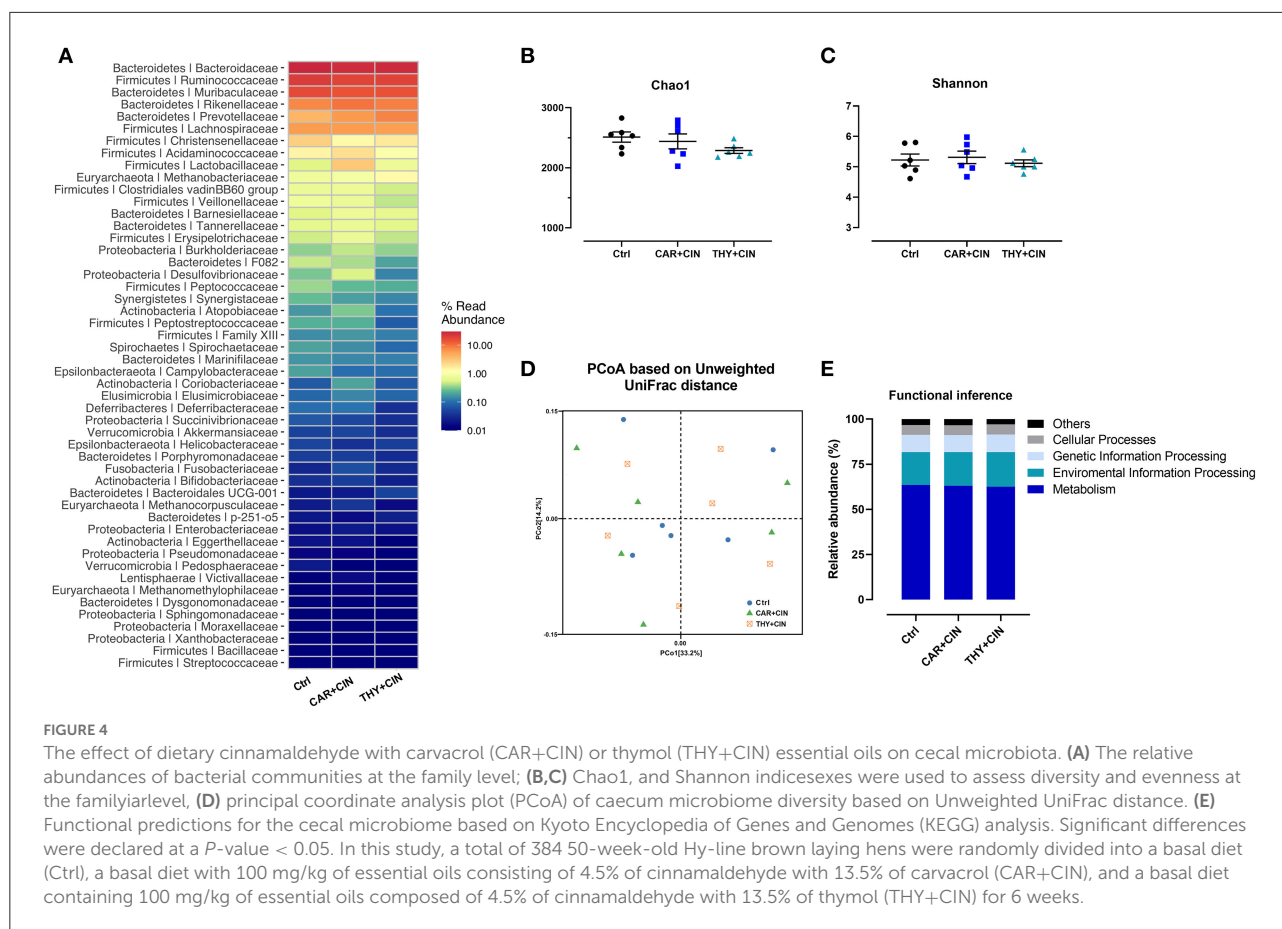 A
Bacteroidetes | Bacteroidaceae
Firmicutes | Ruminococcaceae
Bacteroidetes | Muribaculaceae
Bacteroidetes | Rikenellaceae
Bacteroidetes | Prevotellaceae
Firmicutes | Lachnospiraceae
Firmicutes | Christensenellaceae
Firmicutes | Acidaminococcaceae
Firmicutes | Lactobacillaceae
Euryarchaeota | Methanobacteriaceae
Firmicutes | Clostridiales vadinBB60 group
Firmicutes | Veillonellaceae
Bacteroidetes | Barnesiellaceae
Bacteroidetes | Tannerellaceae
Firmicutes | Erysipelotrichaceae
Proteobacteria | Burkholderiaceae
Bacteroidetes | F082
Proteobacteria | Desulfovibrionaceae
Firmicutes | Peptococcaceae
Synergistetes | Synergistaceae
Actinobacteria | Atopobiaceae
Firmicutes | Peptostreptococcaceae
Firmicutes | Family XIII
Spirochaetes | Spirochaetaceae
Bacteroidetes | Marinifilaceae
Epsilonbacteraeota | Campylobacteraceae
Actinobacteria | Coriobacteriaceae
Elusimicrobia | Elusimicrobiaceae
Deferribacteres | Deferribacteraceae
Proteobacteria | Succinivibrionaceae
Verrucomicrobia | Akkermansiaceae
Epsilonbacteraeota | Helicobacteraceae
Bacteroidetes | Porphyromonadaceae
Fusobacteria | Fusobacteriaceae
Actinobacteria | Bifidobacteriaceae
Bacteroidetes | Bacteroidales UCG-001
Euryarchaeota | Methanocorpusculaceae
Bacteroidetes | p-251-o5
Proteobacteria | Enterobacteriaceae
Actinobacteria | Eggerthellaceae
Proteobacteria | Pseudomonadaceae
Verrucomicrobia | Pedosphaeraceae
Lentisphaerae | Victivallaceae
Euryarchaeota | Methanomethylophilaceae
Bacteroidetes | Dysgonomonadaceae
Proteobacteria | Sphingomonadaceae
Proteobacteria | Moraxellaceae
Proteobacteria | Xanthobacteraceae
Firmicutes | Bacillaceae
Firmicutes | Streptococcaceae
Ctrl
CAR+CIN
THY+CIN
% Read
Abundance
10.00
1.00
0.10
0.01
B
Chao1
3000
2000
1000
Ctrl CAR+CIN THY+CIN
C
Shannon
7
6
5
4
3
Ctrl CAR+CIN THY+CIN
D
PCoA based on Unweighted
UniFrac distance
0.15
0.00
-0.15
PCo2[14.2%]
Ctrl
CAR+CIN
THY+CIN
0.00
PCo1[33.2%]
E
Functional inference
100
75
50
25
0
Relative abundance (%)
Ctrl
CAR+CIN
THY+CIN
Others
Cellular Processes
Genetic Information Processing
Enviromental Information Processing
Metabolism
FIGURE 4
The effect of dietary cinnamaldehyde with carvacrol (CAR+CIN) or thymol (THY+CIN) essential oils on cecal microbiota. (A) The relative
abundances of bacterial communities at the family level; (B,C) Chao1, and Shannon indicesexes were used to assess diversity and evenness at
the familyiarlevel, (D) principal coordinate analysis plot (PCoA) of caecum microbiome diversity based on Unweighted UniFrac distance. (E)
Functional predictions for the cecal microbiome based on Kyoto Encyclopedia of Genes and Genomes (KEGG) analysis. Significant differences
were declared at a P-value < 0.05. In this study, a total of 384 50-week-old Hy-line brown laying hens were randomly divided into a basal diet
(Ctrl), a basal diet with 100 mg/kg of essential oils consisting of 4.5% of cinnamaldehyde with 13.5% of carvacrol (CAR+CIN), and a basal diet
containing 100 mg/kg of essential oils composed of 4.5% of cinnamaldehyde with 13.5% of thymol (THY+CIN) for 6 weeks.